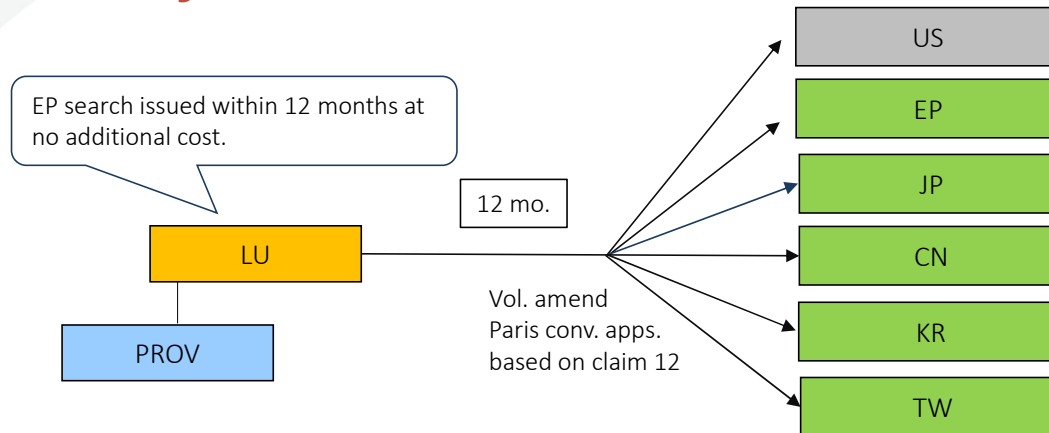 US
EP search issued within 12 months at
no additional cost.
EP
JP
12 mo.
LU
CN
Vol. amend
Paris conv. apps.
based on claim 12
KR
PROV
TW